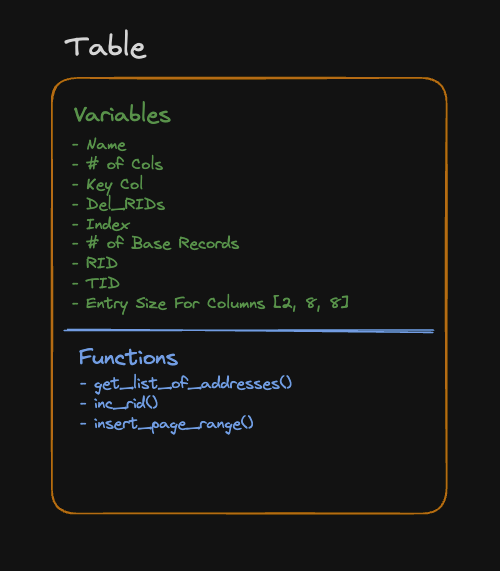 Table
Variables
- Name
- # of Cols
- Key Col
- Del_RIDs
- Index
- # of Base Records
- RID
- TID
- Entry Size For Columns [2, 8, 8]
Functions
- get_list_of_addresses()
- inc_rid()
- insert_page_range()